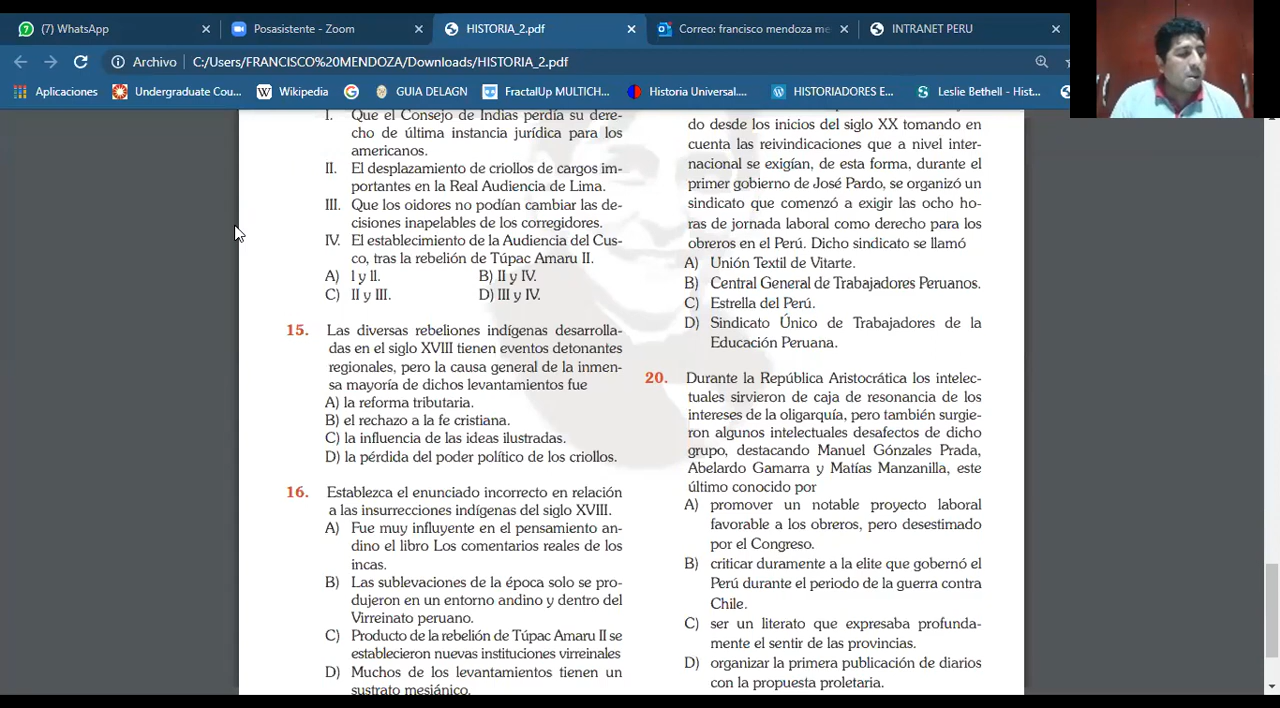 (7) WhatsApp
Posasistente - Zoom
HISTORIA_2.pdf
Correo: francisco mendoza me
INTRANET PERU
Archivo
C:/Users/FRANCISCO%20MENDOZA/Downloads/HISTORIA_2.pdf
Aplicaciones
Undergraduate Cou...
Wikipedia
GUIA DELAGN
FractalUp MULTICH...
Historia Universal....
HISTORIADORES E...
Leslie Bethell - Hist...
I. Que el Consejo de Indias perdía su dere-
cho de última instancia jurídica para los
americanos.
II. El desplazamiento de criollos de cargos im-
portantes en la Real Audiencia de Lima.
III. Que los oidores no podían cambiar las de-
cisiones inapelables de los corregidores.
IV. El establecimiento de la Audiencia del Cus-
co, tras la rebelión de Túpac Amaru II.
A) I y II. B) II y IV.
C) II y III. D) III y IV.
15. Las diversas rebeliones indígenas desarrolla-
das en el siglo XVIII tienen eventos detonantes
regionales, pero la causa general de la inmen-
sa mayoría de dichos levantamientos fue
A) la reforma tributaria.
B) el rechazo a la fe cristiana.
C) la influencia de las ideas ilustradas.
D) la pérdida del poder político de los criollos.
16. Establezca el enunciado incorrecto en relación
a las insurrecciones indígenas del siglo XVIII.
A) Fue muy influyente en el pensamiento an-
dino el libro Los comentarios reales de los
incas.
B) Las sublevaciones de la época solo se pro-
dujeron en un entorno andino y dentro del
Virreinato peruano.
C) Producto de la rebelión de Túpac Amaru II se
establecieron nuevas instituciones virreinales
D) Muchos de los levantamientos tienen un
sustrato mesiánico.
do desde los inicios del siglo XX tomando en
cuenta las reivindicaciones que a nivel inter-
nacional se exigían, de esta forma, durante el
primer gobierno de José Pardo, se organizó un
sindicato que comenzó a exigir las ocho ho-
ras de jornada laboral como derecho para los
obreros en el Perú. Dicho sindicato se llamó
A) Unión Textil de Vitarte.
B) Central General de Trabajadores Peruanos.
C) Estrella del Perú.
D) Sindicato Único de Trabajadores de la
Educación Peruana.
20. Durante la República Aristocrática los intelec-
tuales sirvieron de caja de resonancia de los
intereses de la oligarquía, pero también surgie-
ron algunos intelectuales desafectos de dicho
grupo, destacando Manuel Gónzales Prada,
Abelardo Gamarra y Matías Manzanilla, este
último conocido por
A) promover un notable proyecto laboral
favorable a los obreros, pero desestimado
por el Congreso.
B) criticar duramente a la elite que gobernó el
Perú durante el periodo de la guerra contra
Chile.
C) ser un literato que expresaba profunda-
mente el sentir de las provincias.
D) organizar la primera publicación de diarios
con la propuesta proletaria.